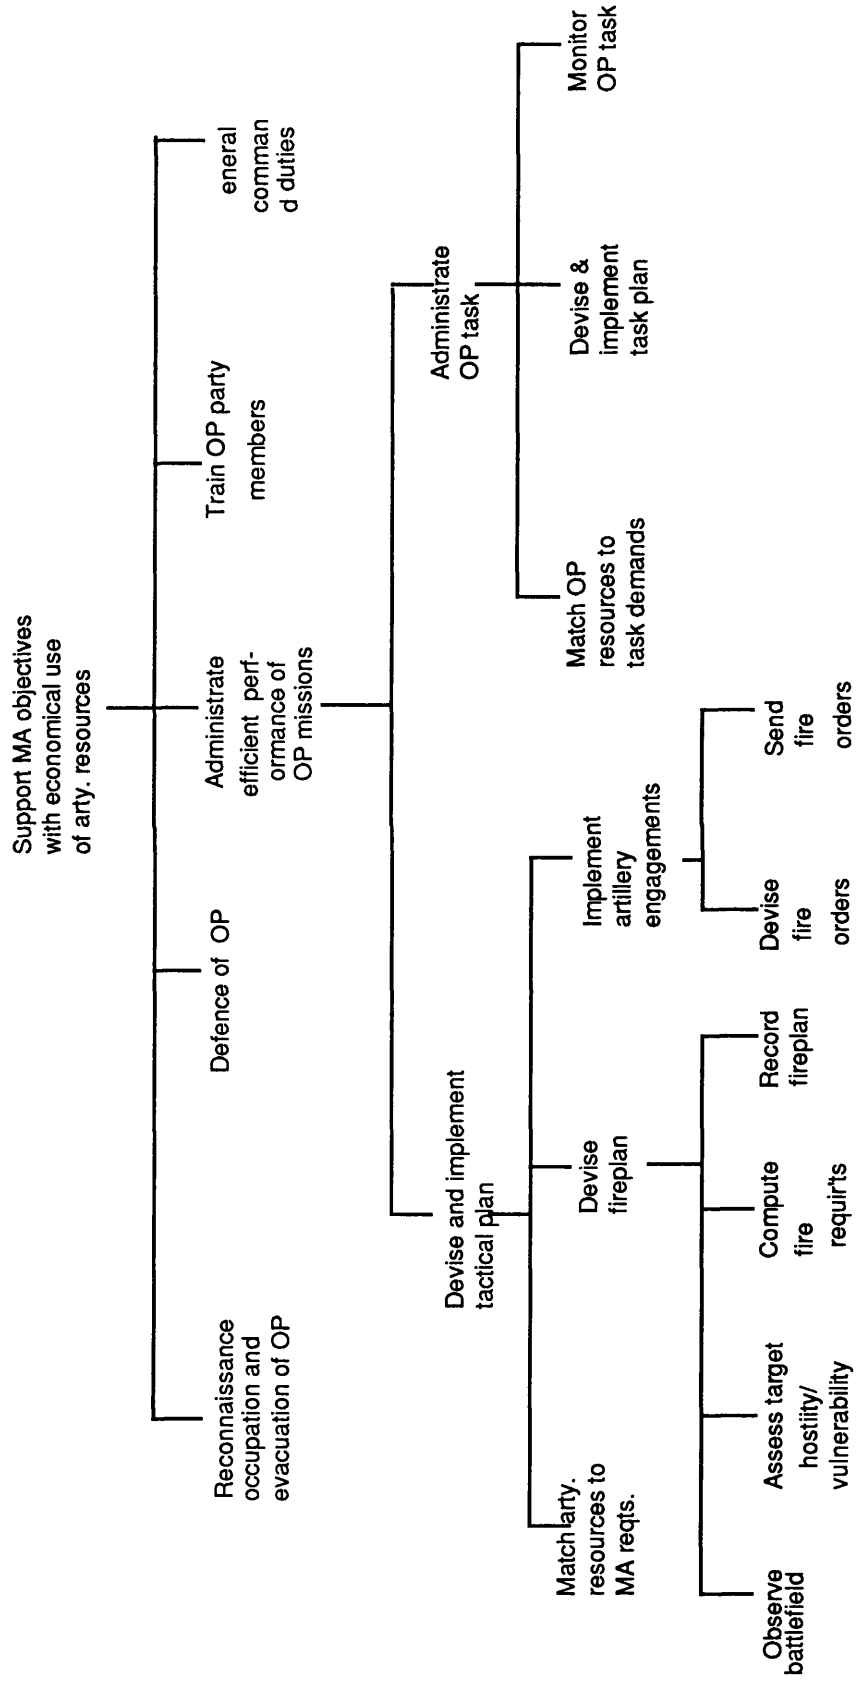 Support MA objectives
with economical use
of arty. resources
Reconnaissance
occupation and
evacuation of OP
Defence of OP
Administrate
efficient perf-
ormance of
OP missions
Train OP party
members
eneral
comman
d duties
Devise and implement
tactical plan
Administrate
OP task
Match arty.
resources to
MA reqts.
Devise
fireplan
Implement
artillery
engagements
Match OP
resources to
task demands
Devise &
implement
task plan
Monitor
OP task
Observe
battlefield
Assess target
hostiity/
vulnerability
Compute
fire
requir'ts
Record
fireplan
Devise
fire
orders
Send
fire
orders